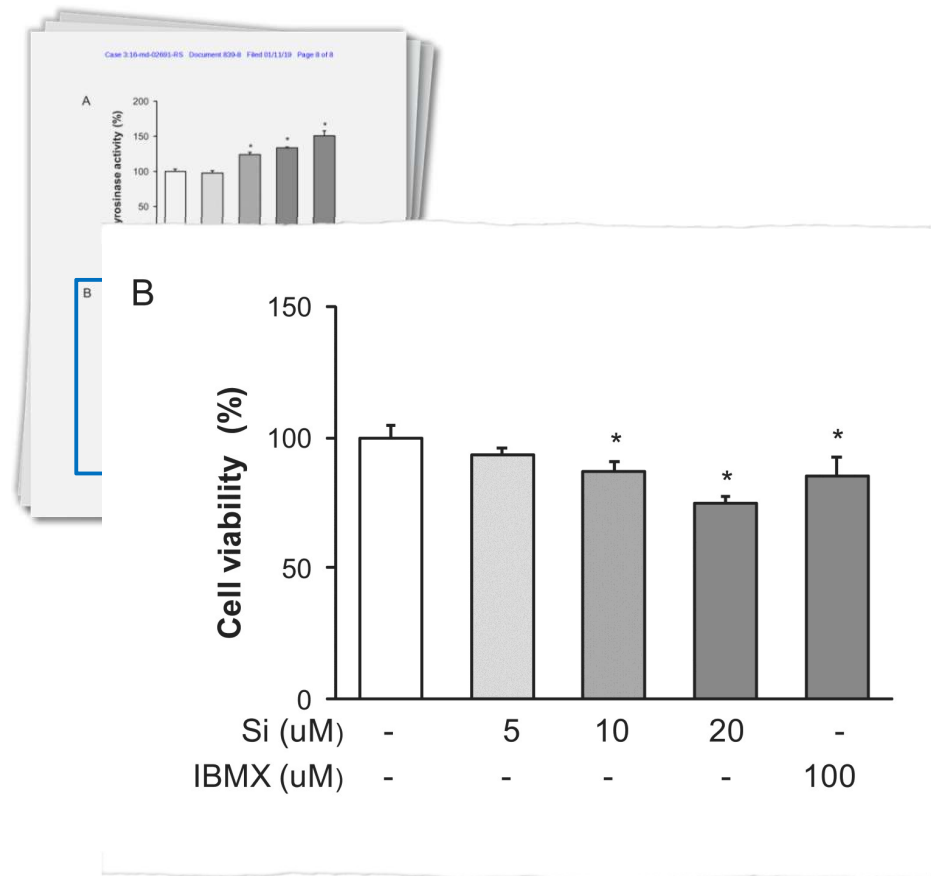 Case 3:16-md-02691-RS Document 839-8 Filed 01/11/19 Page 8 of 8
A
200
150
100
50
yrosinase activity (%)
* * *
B
B
150
100
50
0
Cell viability (%)
* * *
Si (uM) - 5 10 20 -
IBMX (uM) - - - - 100